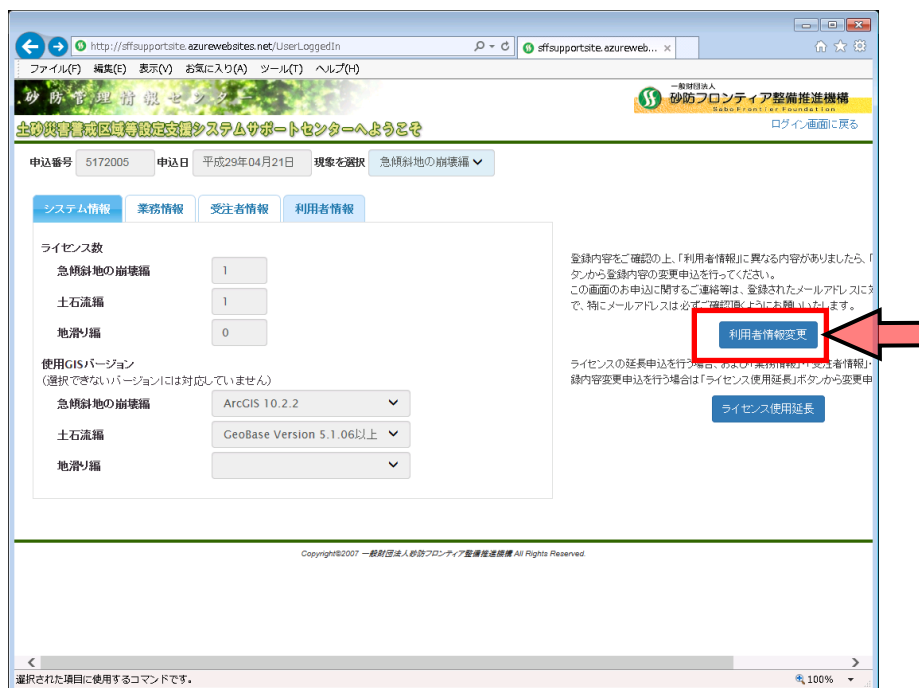 http://sffsupportsite.azurewebsites.net/UserLoggedIn
sffsupportsite.azureweb...
ファイル(F) 編集(E) 表示(V) お気に入り(A) ツール(T) ヘルプ(H)
砂防管理情報センター
一般財団法人
砂防フロンティア整備推進機構
Sabo Frontier Foundation
土砂災害警戒区域等設定支援システムサポートセンターへようこそ
ログイン画面に戻る
申込番号 5172005 申込日 平成29年04月21日 現象を選択 急傾斜地の崩壊編
システム情報 業務情報 受注者情報 利用者情報
ライセンス数
急傾斜地の崩壊編 1
土石流編 1
地滑り編 0
使用GISバージョン
(選択できないバージョンには対応していません)
急傾斜地の崩壊編 ArcGIS 10.2.2
土石流編 GeoBase Version 5.1.06以上
地滑り編
登録内容をご確認の上、「利用者情報」に異なる内容がありましたら、「
タンから登録内容の変更申込を行ってください。
この画面のお申込に関するご連絡等は、登録されたメールアドレスに
で、特にメールアドレスは必ずご確認頂くようにお願いいたします。
利用者情報変更
ライセンスの延長申込を行う場合、および「業務情報」・「受注者情報」・
録内容変更申込を行う場合は「ライセンス使用延長」ボタンから変更申
ライセンス使用延長
Copyright©2007 一般財団法人砂防フロンティア整備推進機構 All Rights Reserved.
選択された項目に使用するコマンドです。
100%